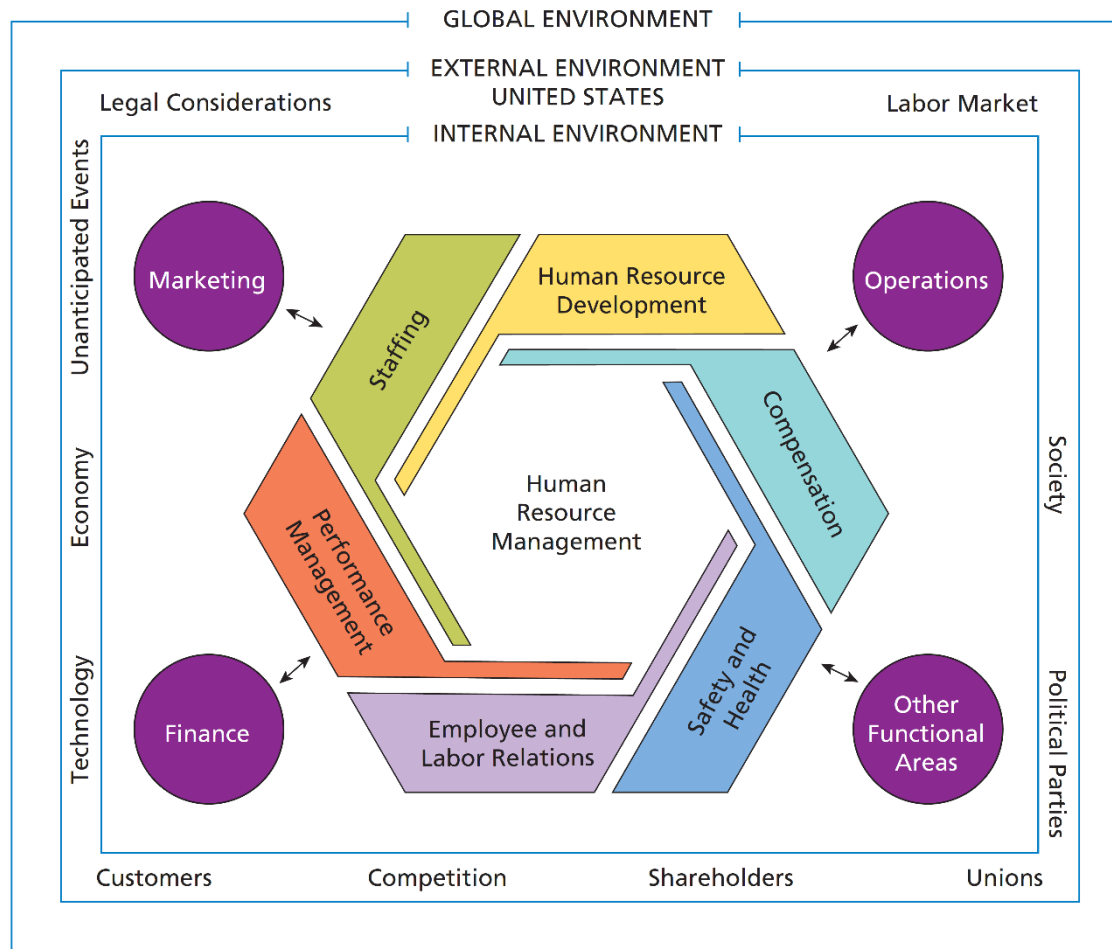 GLOBAL ENVIRONMENT
EXTERNAL ENVIRONMENT
UNITED STATES
Legal Considerations
Labor Market
INTERNAL ENVIRONMENT
Unanticipated Events
Economy
Technology
Marketing
Operations
Staffing
Human Resource
Development
Compensation
Human
Resource
Management
Performance
Management
Employee and
Labor Relations
Safety and
Health
Finance
Other
Functional
Areas
Society
Political Parties
Customers
Competition
Shareholders
Unions